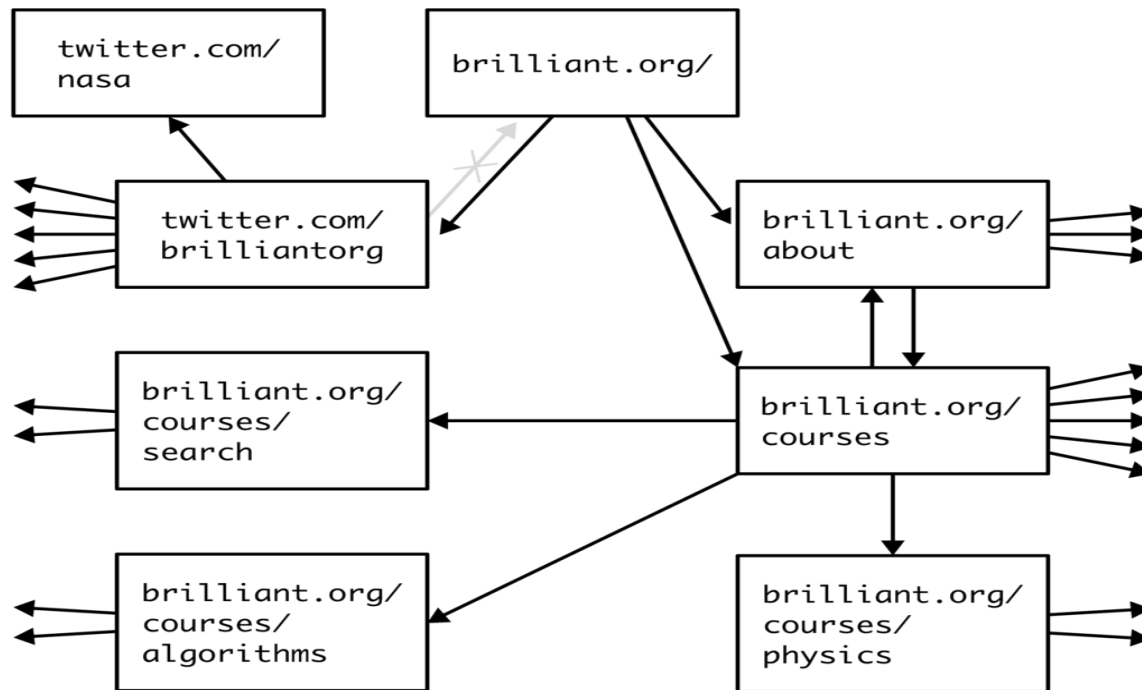 twitter.com/
nasa
brilliant.org/
twitter.com/
brilliantorg
brilliant.org/
about
brilliant.org/
courses/
search
brilliant.org/
courses
brilliant.org/
courses/
algorithms
brilliant.org/
courses/
physics